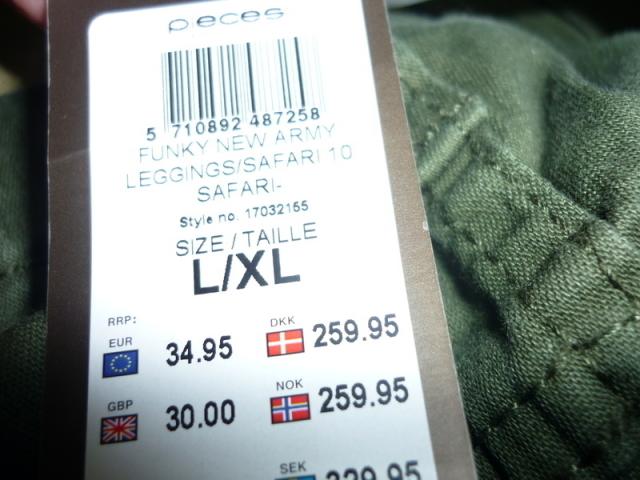 pieces
5 710892 487258
FUNKY NEW ARMY
LEGGINGS/SAFARI 10
SAFARI-
Style no. 17032155
SIZE / TAILLE
L/XL
RRP:
EUR 34.95
DKK 259.95
GBP 30.00
NOK 259.95
SEK